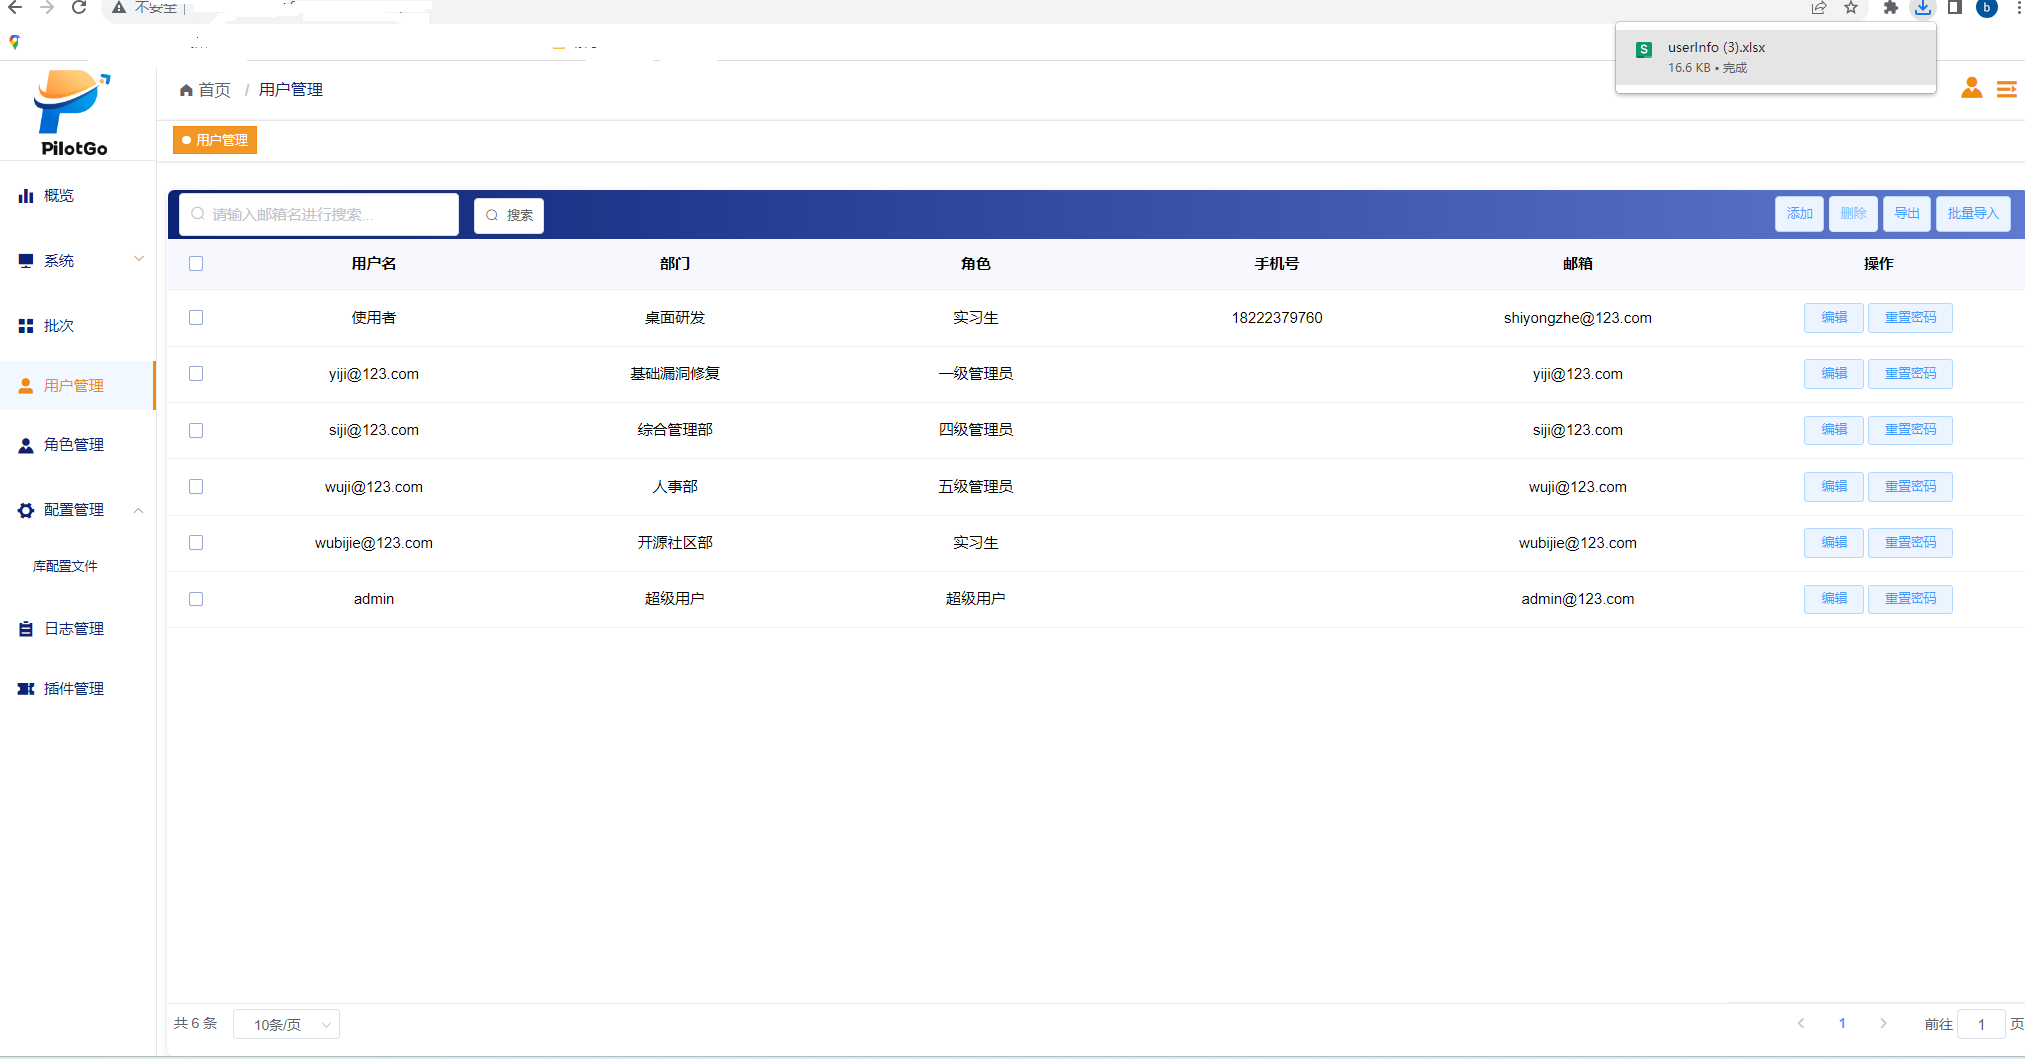 不安全
userInfo (3).xlsx
16.6 KB • 完成
PilotGo
首页 / 用户管理
用户管理
概览
系统
批次
用户管理
角色管理
配置管理
库配置文件
日志管理
插件管理
请输入邮箱名进行搜索...
搜索
添加 删除 导出 批量导入
用户名 部门 角色 手机号 邮箱 操作
使用者 桌面研发 实习生 18222379760 shiyongzhe@123.com 编辑 重置密码
yiji@123.com 基础漏洞修复 一级管理员 yiji@123.com 编辑 重置密码
siji@123.com 综合管理部 四级管理员 siji@123.com 编辑 重置密码
wuji@123.com 人事部 五级管理员 wuji@123.com 编辑 重置密码
wubijie@123.com 开源社区部 实习生 wubijie@123.com 编辑 重置密码
admin 超级用户 超级用户 admin@123.com 编辑 重置密码
共 6 条 10条/页 1 前往 1 页
b